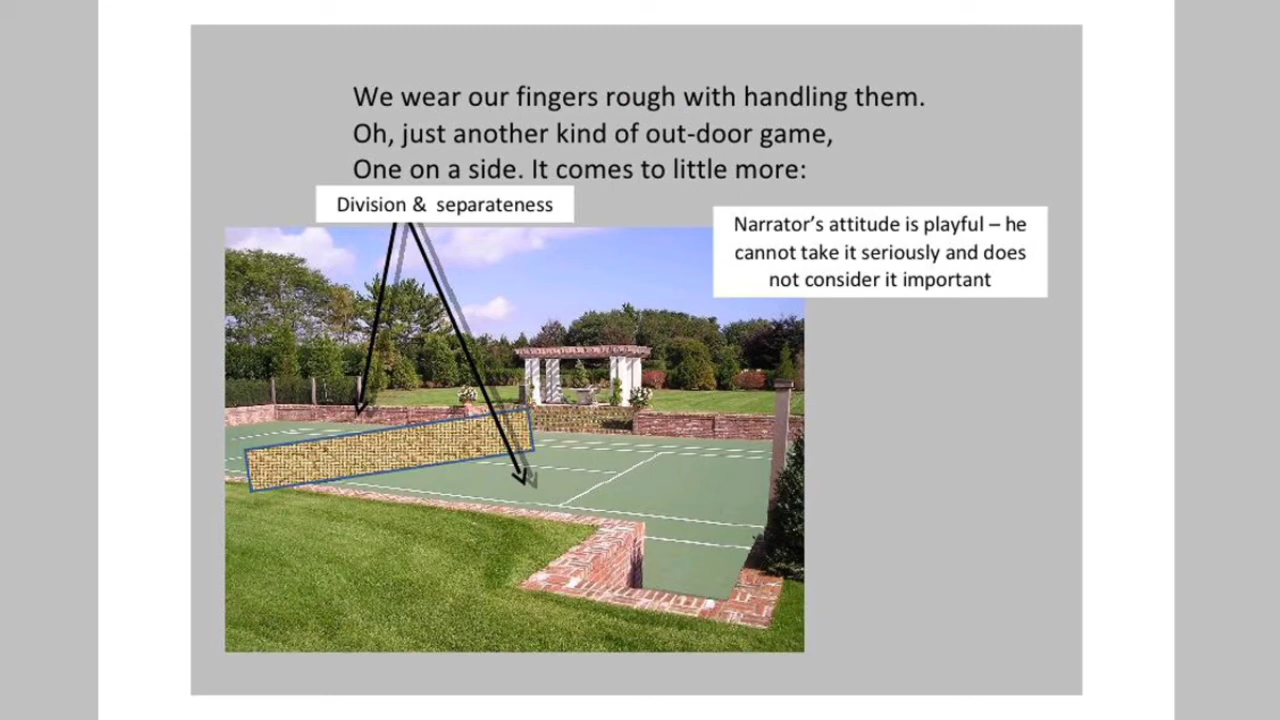 We wear our fingers rough with handling them.
Oh, just another kind of out-door game,
One on a side. It comes to little more:
Division & separateness
Narrator’s attitude is playful – he
cannot take it seriously and does
not consider it important